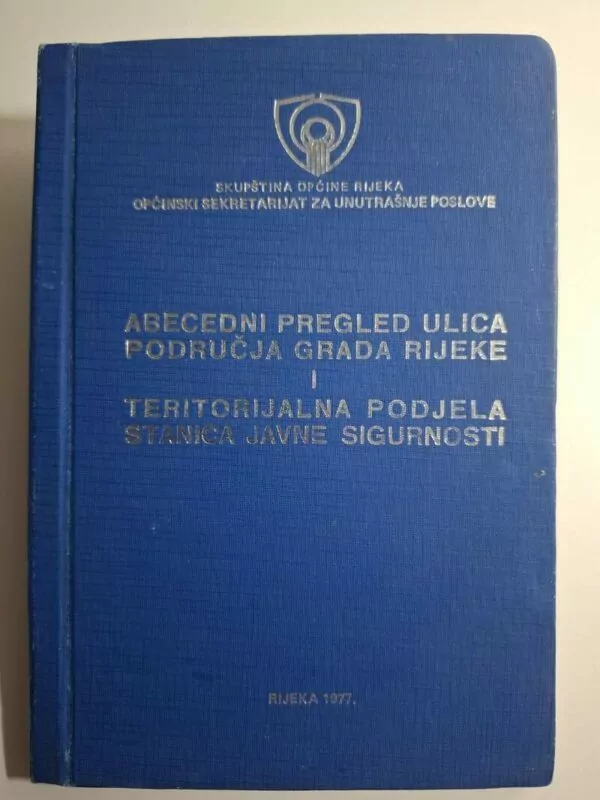 SKUPŠTINA OPĆINE RIJEKA
OPĆINSKI SEKRETARIJAT ZA UNUTRAŠNJE POSLOVE
ABECEDNI PREGLED ULICA
PODRUČJA GRADA RIJEKE
I
TERITORIJALNA PODJELA
STANICA JAVNE SIGURNOSTI
RIJEKA 1977.